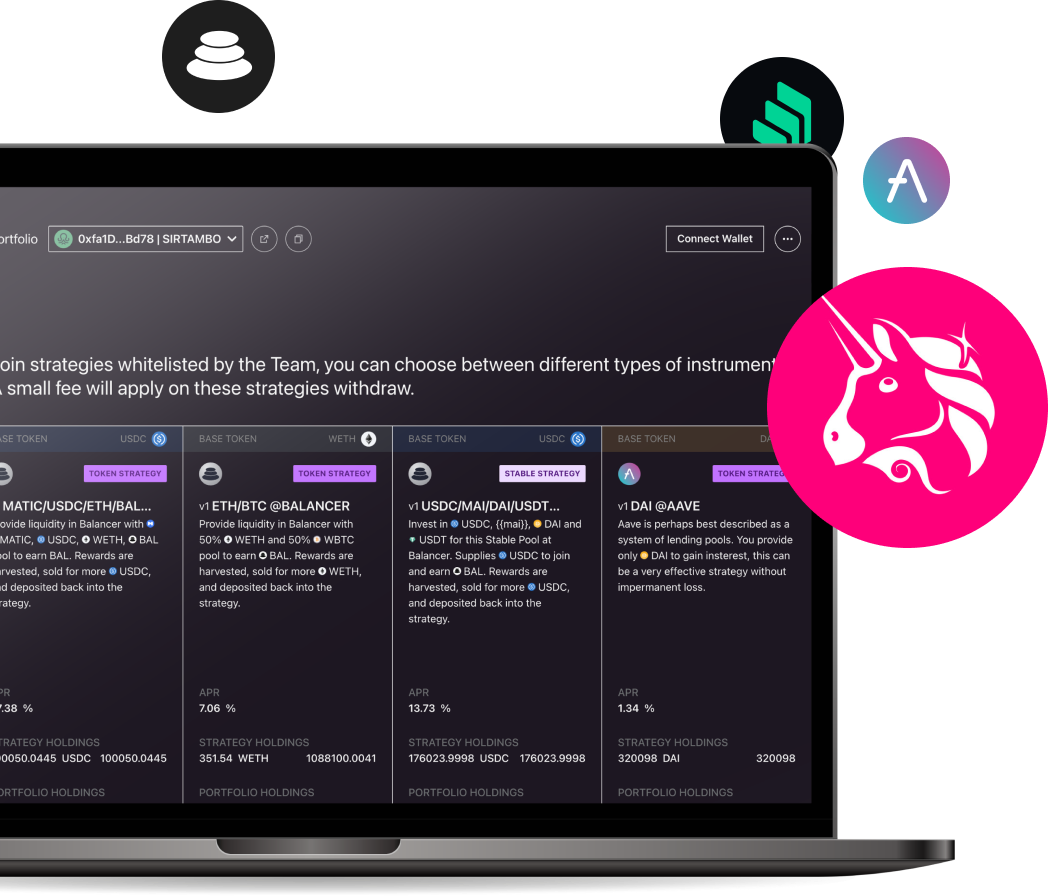 ortfolio 0xfa1D...Bd78 | SIRTAMBO Connect Wallet
oin strategies whitelisted by the Team, you can choose between different types of instrument
A small fee will apply on these strategies withdraw.
ASE TOKEN USDC
TOKEN STRATEGY
MATIC/USDC/ETH/BAL...
ovide liquidity in Balancer with
MATIC, USDC, WETH, BAL
ool to earn BAL. Rewards are
arvested, sold for more USDC,
nd deposited back into the
rategy.
PR
7.38 %
TRATEGY HOLDINGS
00050.0445 USDC 100050.0445
ORTFOLIO HOLDINGS
BASE TOKEN WETH
TOKEN STRATEGY
v1 ETH/BTC @BALANCER
Provide liquidity in Balancer with
50% WETH and 50% WBTC
pool to earn BAL. Rewards are
harvested, sold for more WETH,
and deposited back into the
strategy.
APR
7.06 %
STRATEGY HOLDINGS
351.54 WETH 1088100.0041
PORTFOLIO HOLDINGS
BASE TOKEN USDC
STABLE STRATEGY
v1 USDC/MAI/DAI/USDT...
Invest in USDC, {{mai}}, DAI and
USDT for this Stable Pool at
Balancer. Supplies USDC to join
and earn BAL. Rewards are
harvested, sold for more USDC,
and deposited back into the
strategy.
APR
13.73 %
STRATEGY HOLDINGS
176023.9998 USDC 176023.9998
PORTFOLIO HOLDINGS
BASE TOKEN DA
TOKEN STRATEG
v1 DAI @AAVE
Aave is perhaps best described as a
system of lending pools. You provide
only DAI to gain insterest, this can
be a very effective strategy without
impermanent loss.
APR
1.34 %
STRATEGY HOLDINGS
320098 DAI 320098
PORTFOLIO HOLDINGS